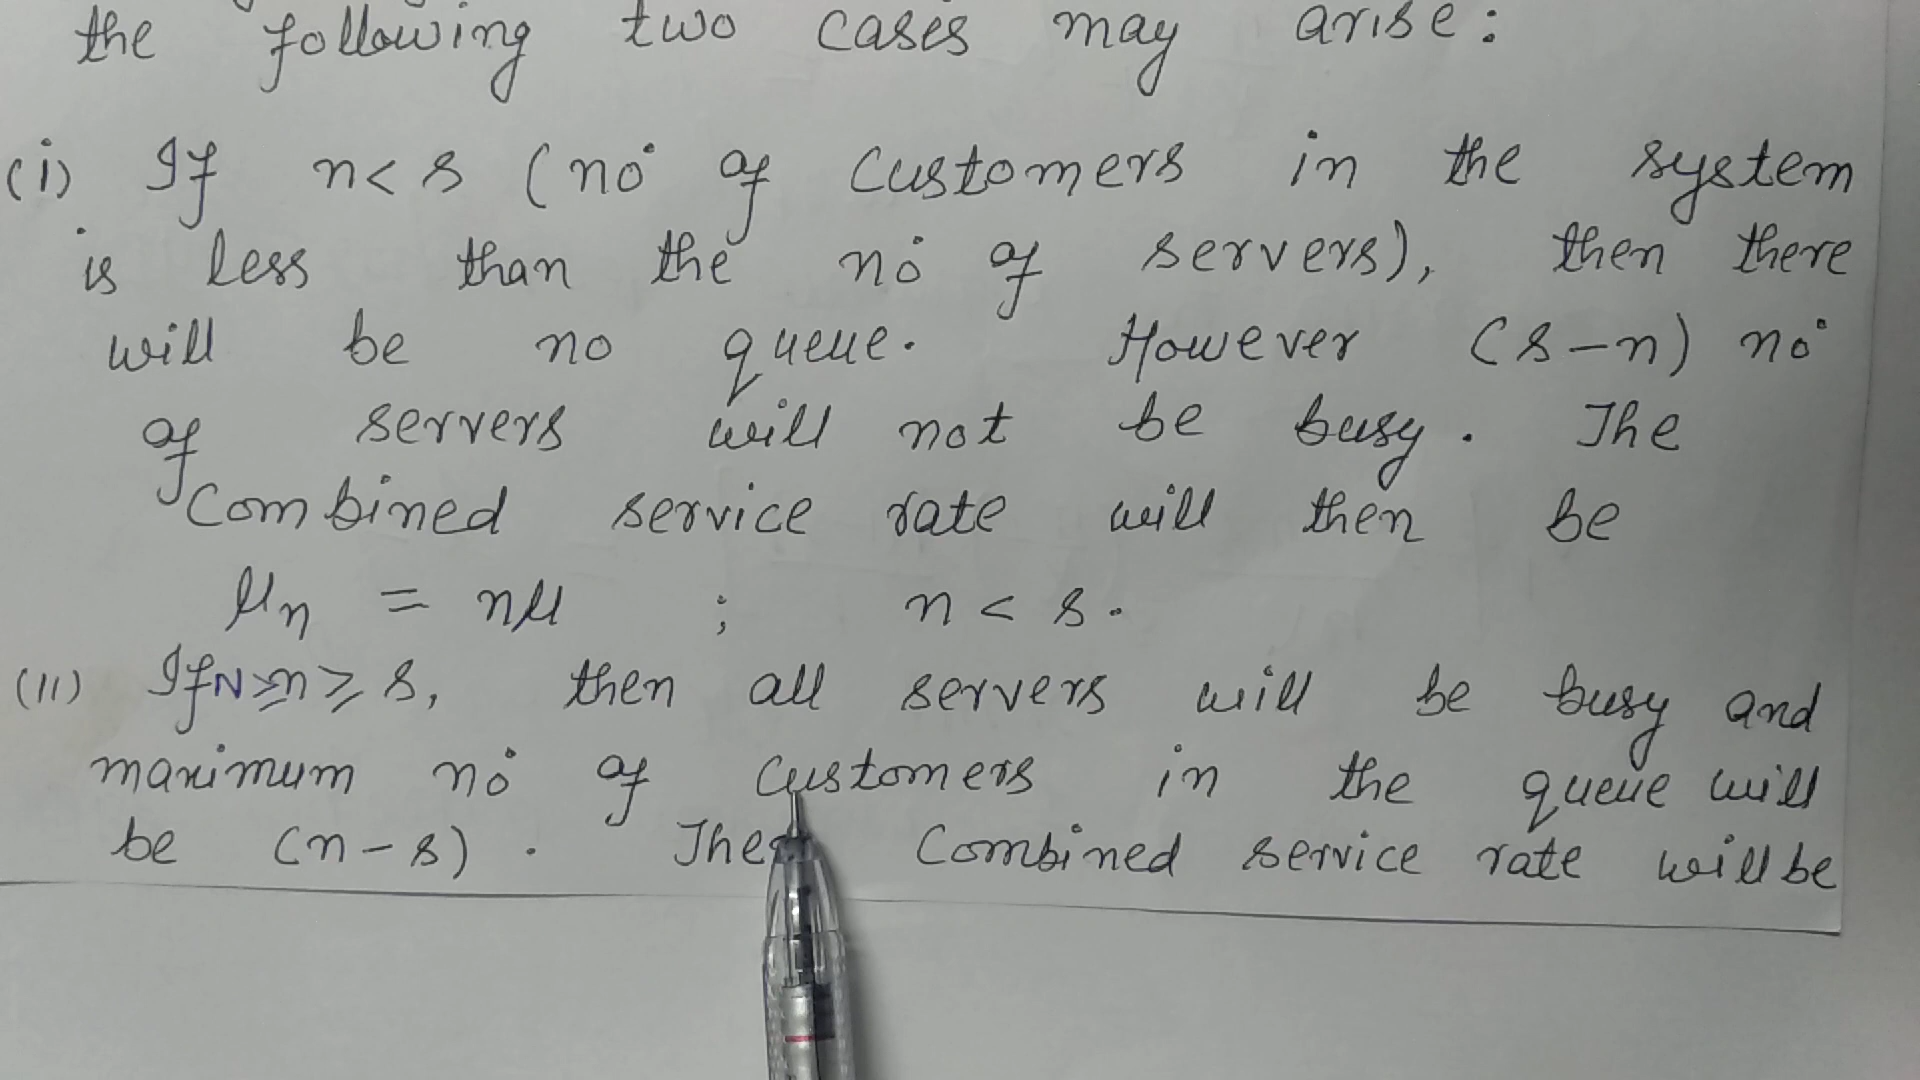 the following two cases may arise:
(i) If n < s (no of customers in the system
is less than the no of servers), then there
will be no queue. However (s-n) no
of servers will not be busy. The
Combined service rate will then be
μn = nμ ; n < s.
(II) If N ≥ n ≥ s, then all servers will be busy and
maximum no of customers in the queue will
be (n-s). The Combined service rate will be